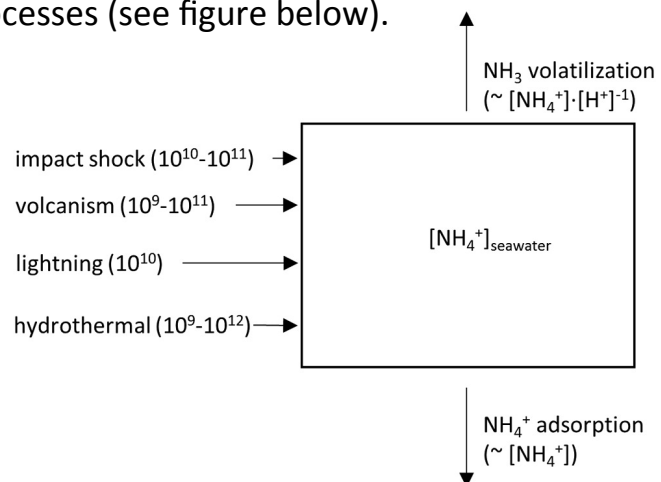 ocesses (see figure below).
NH₃ volatilization
(~ [NH₄⁺]·[H⁺]⁻¹)
impact shock (10¹⁰-10¹¹)
volcanism (10⁹-10¹¹)
[NH₄⁺]seawater
lightning (10¹⁰)
hydrothermal (10⁹-10¹²)
NH₄⁺ adsorption
(~ [NH₄⁺])